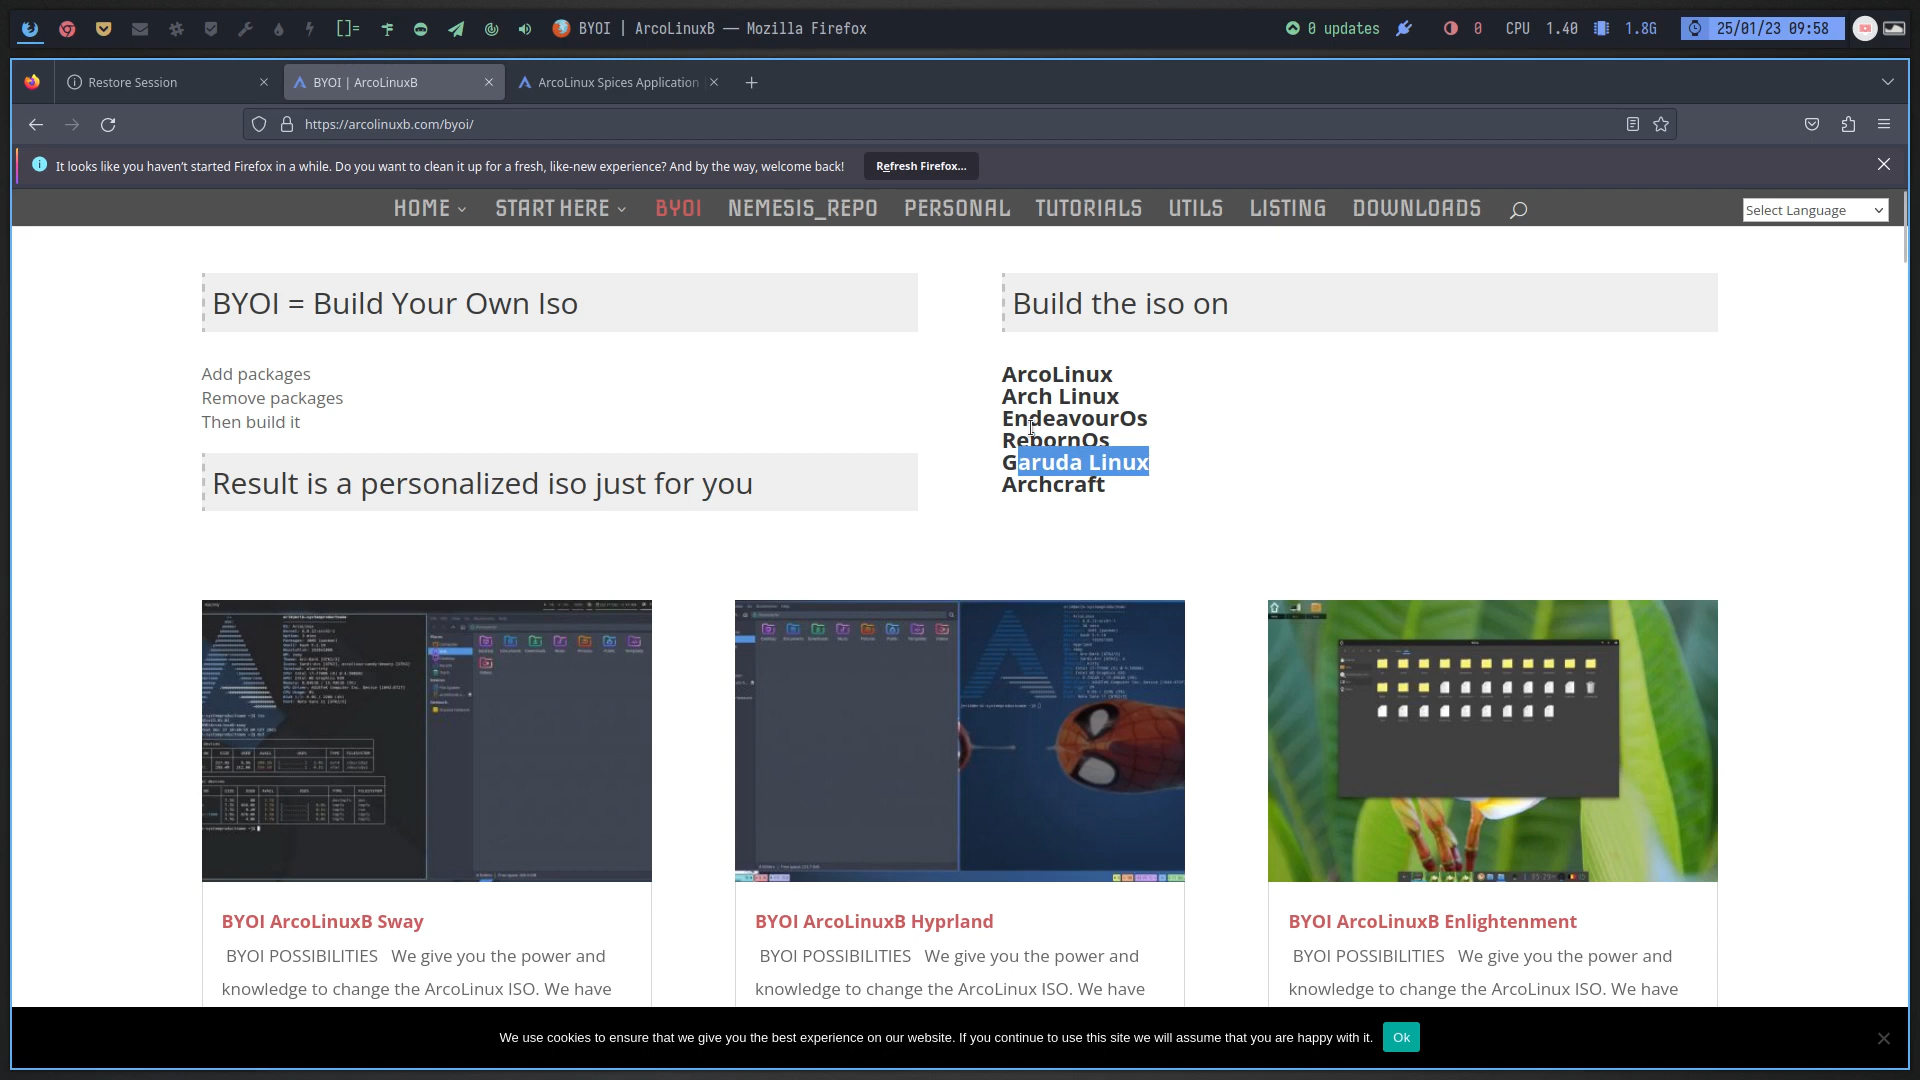 []=
BYOI | ArcoLinuxB — Mozilla Firefox
0 updates
0
CPU 1.40
1.8G
25/01/23 09:58
Restore Session
BYOI | ArcoLinuxB
ArcoLinux Spices Application
https://arcolinuxb.com/byoi/
It looks like you haven't started Firefox in a while. Do you want to clean it up for a fresh, like-new experience? And by the way, welcome back!
Refresh Firefox...
HOME
START HERE
BYOI
NEMESIS_REPO
PERSONAL
TUTORIALS
UTILS
LISTING
DOWNLOADS
Select Language
BYOI = Build Your Own Iso
Add packages
Remove packages
Then build it
Result is a personalized iso just for you
Build the iso on
ArcoLinux
Arch Linux
EndeavourOs
RebornOs
Garuda Linux
Archcraft
BYOI ArcoLinuxB Sway
BYOI POSSIBILITIES We give you the power and
knowledge to change the ArcoLinux ISO. We have
BYOI ArcoLinuxB Hyprland
BYOI POSSIBILITIES We give you the power and
knowledge to change the ArcoLinux ISO. We have
BYOI ArcoLinuxB Enlightenment
BYOI POSSIBILITIES We give you the power and
knowledge to change the ArcoLinux ISO. We have
We use cookies to ensure that we give you the best experience on our website. If you continue to use this site we will assume that you are happy with it.
Ok